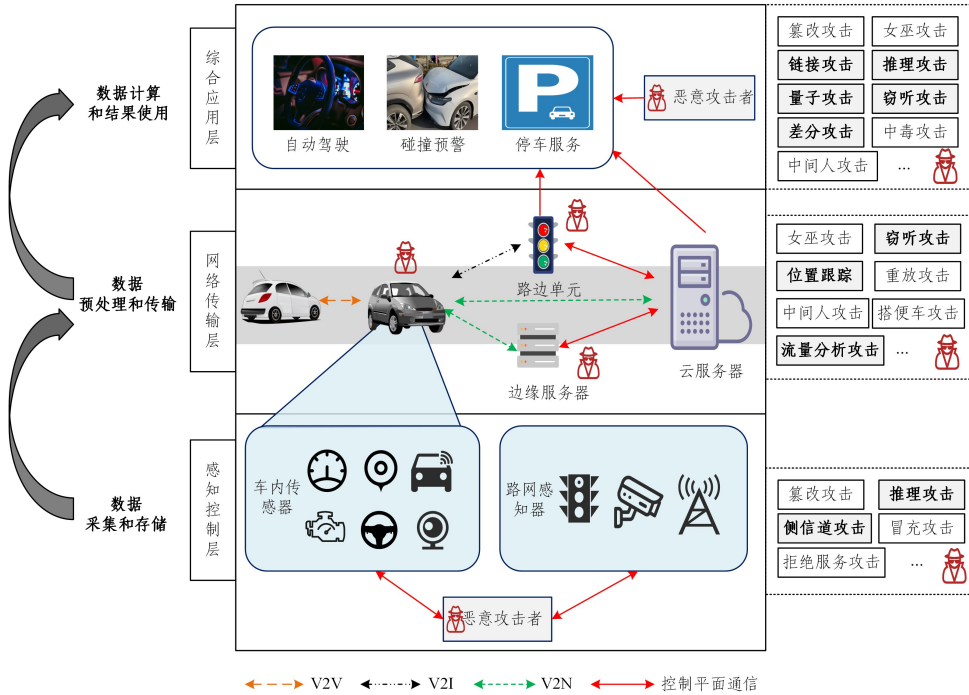 数据计算
和结果使用
综合应用层
自动驾驶
碰撞预警
P
停车服务
恶意攻击者
篡改攻击
女巫攻击
链接攻击
推理攻击
量子攻击
窃听攻击
差分攻击
中毒攻击
中间人攻击
...
数据
预处理和传输
网络传输层
路边单元
边缘服务器
云服务器
女巫攻击
窃听攻击
位置跟踪
重放攻击
中间人攻击
搭便车攻击
流量分析攻击
...
数据
采集和存储
感知控制层
车内传
感器
路网感
知器
恶意攻击者
篡改攻击
推理攻击
侧信道攻击
冒充攻击
拒绝服务攻击
...
V2V
V2I
V2N
控制平面通信